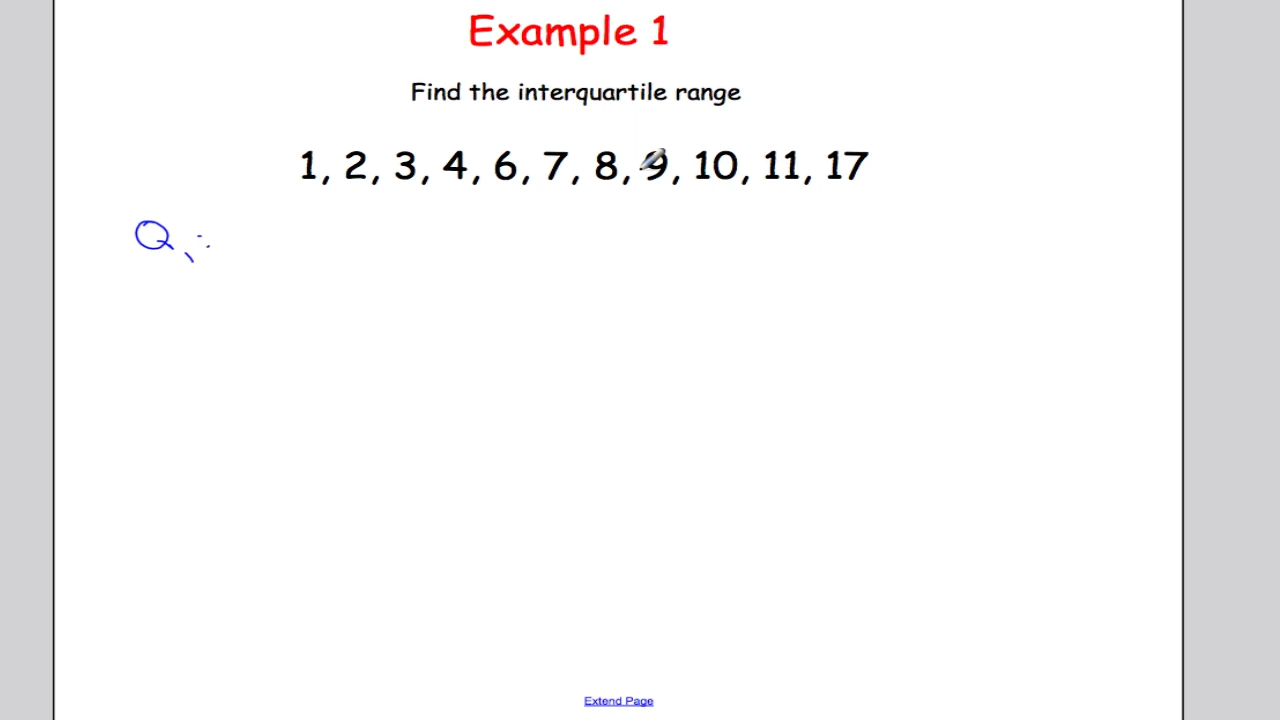 Example 1
Find the interquartile range
1, 2, 3, 4, 6, 7, 8, 9, 10, 11, 17
Q₁:
Extend Page